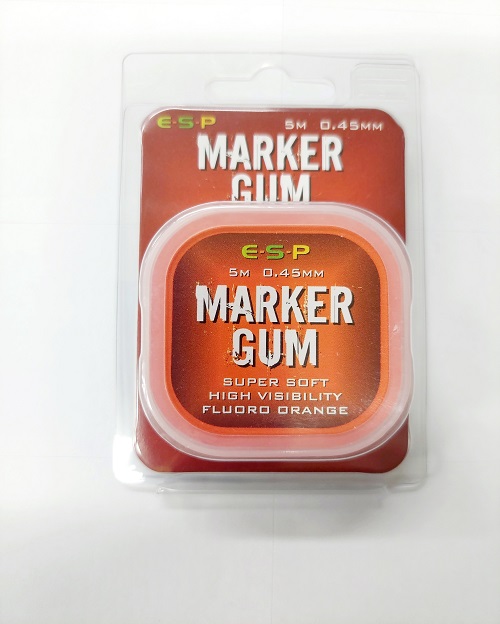 E·S·P 5M 0.45MM
MARKER
GUM
E·S·P
5M 0.45MM
MARKER
GUM
SUPER SOFT
HIGH VISIBILITY
FLUORO ORANGE